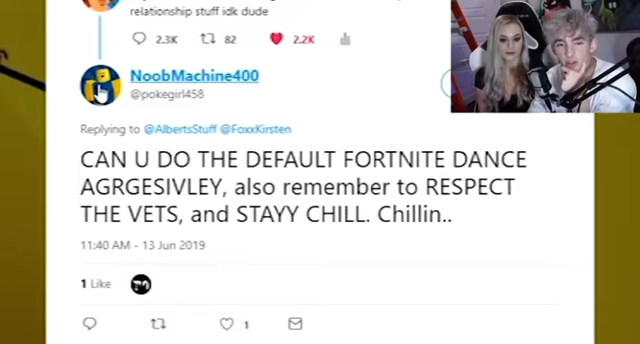 relationship stuff idk dude
2.3K 82 2.2K
NoobMachine400
@pokegirl458
Replying to @AlbertsStuff @FoxxKirsten
CAN U DO THE DEFAULT FORTNITE DANCE
AGRGESIVLEY, also remember to RESPECT
THE VETS, and STAYY CHILL. Chillin..
11:40 AM - 13 Jun 2019
1 Like
1